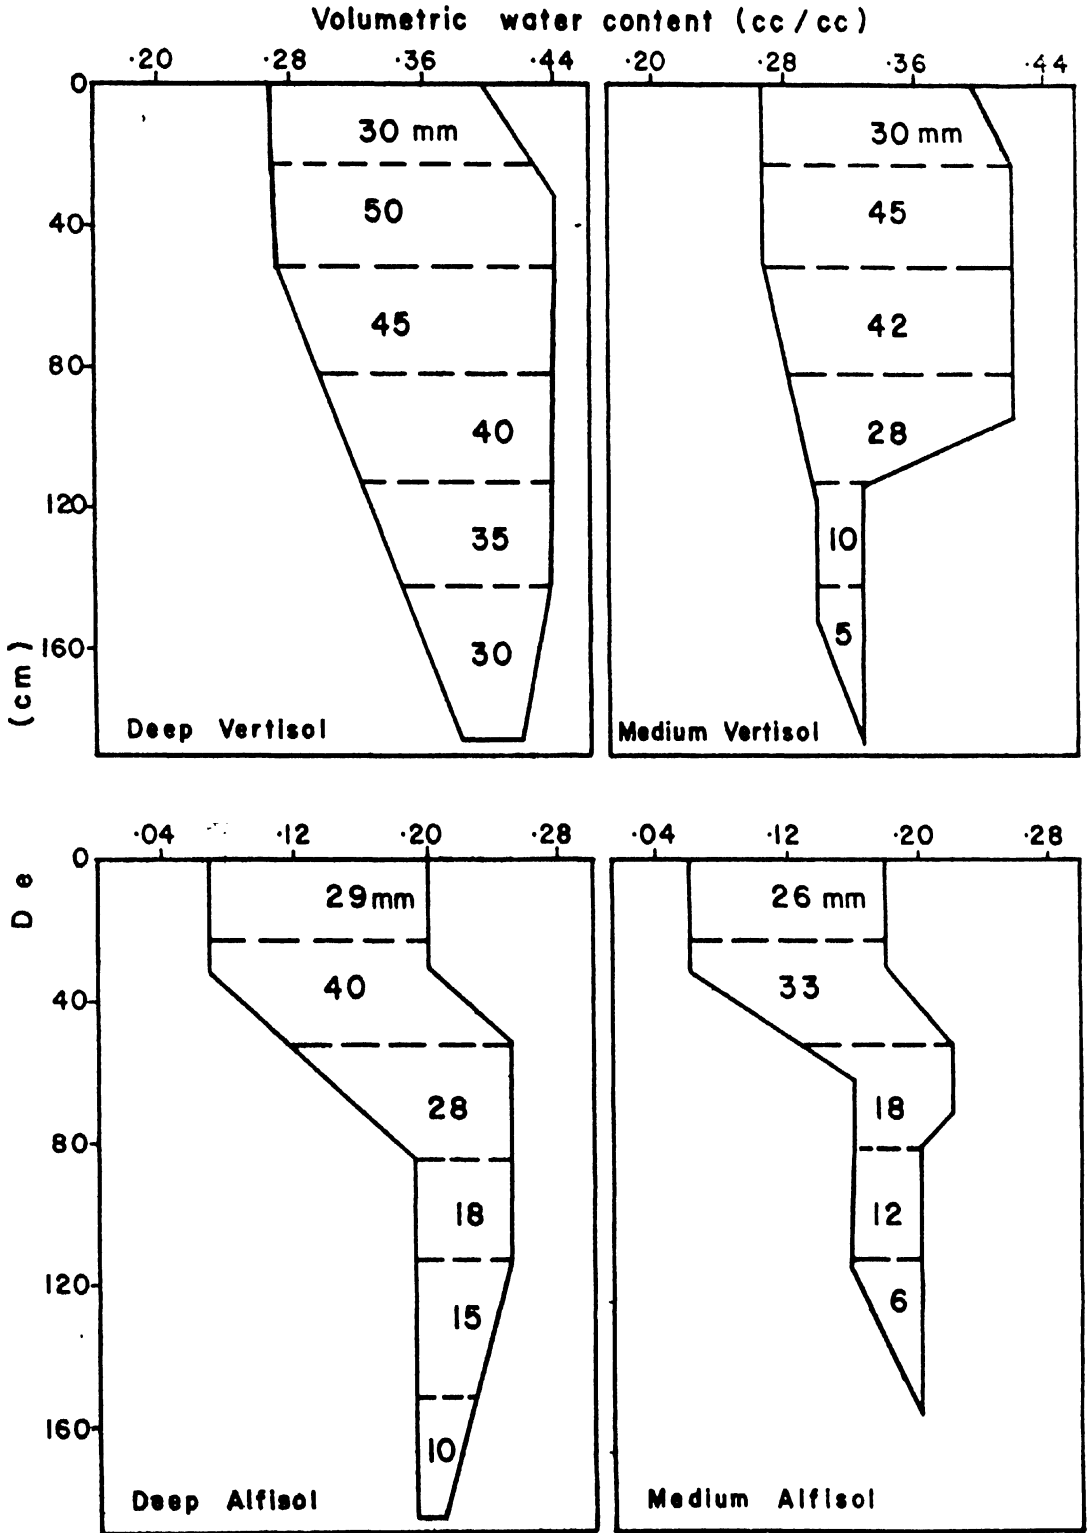 Volumetric water content (cc/cc)
·20 ·28 ·36 ·44 ·20 ·28 ·36 ·44
0
30 mm 30 mm
50 45
40
45 42
80
40 28
120
35 10
30 5
160
(cm)
Deep Vertisol Medium Vertisol
·04 ·12 ·20 ·28 ·04 ·12 ·20 ·28
0
De
29 mm 26 mm
40 33
40
28 18
80
18 12
120
15 6
160
10
Deep Alfisol Medium Alfisol